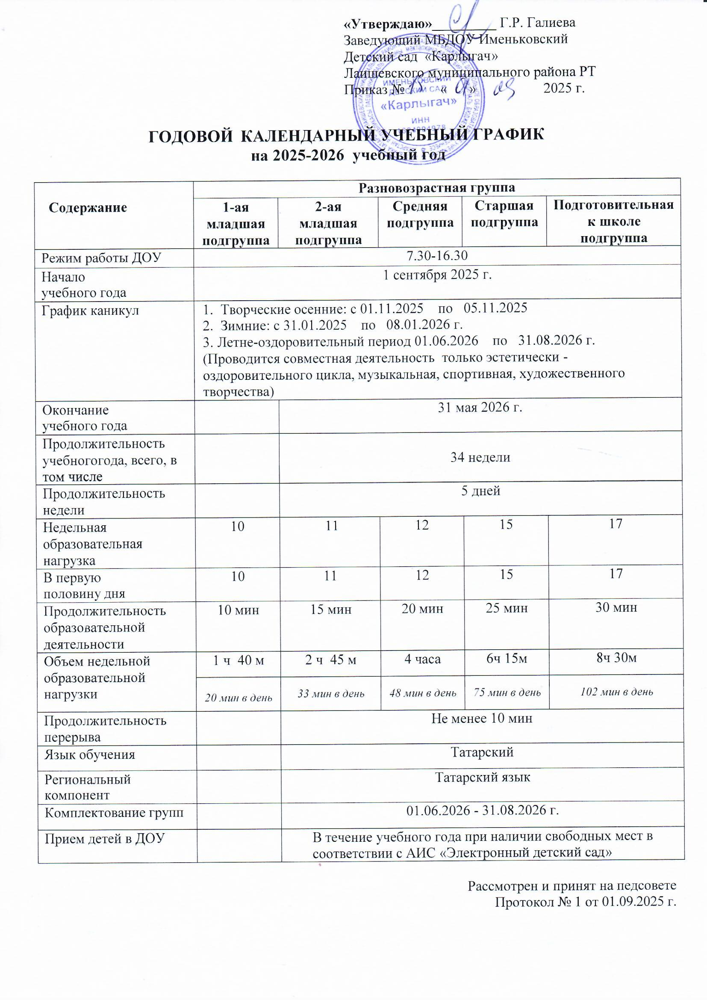 «Утверждаю»_________ Г.Р. Галиева
Заведующий МБДОУ Именьковский
Детский сад «Карлыгач»
Лаишевского муниципального района РТ
Приказ № « » 2025 г.
ИМЕНЬКОВСКИЙ
ДЕТСКИЙ САД
«Карлыгач»
ИНН
ГОДОВОЙ КАЛЕНДАРНЫЙ УЧЕБНЫЙ ГРАФИК
на 2025-2026 учебный год
Содержание
Разновозрастная группа
1-ая младшая подгруппа
2-ая младшая подгруппа
Средняя подгруппа
Старшая подгруппа
Подготовительная к школе подгруппа
Режим работы ДОУ
7.30-16.30
Начало
учебного года
1 сентября 2025 г.
График каникул
1. Творческие осенние: с 01.11.2025 по 05.11.2025
2. Зимние: с 31.01.2025 по 08.01.2026 г.
3. Летне-оздоровительный период 01.06.2026 по 31.08.2026 г.
(Проводится совместная деятельность только эстетически -
оздоровительного цикла, музыкальная, спортивная, художественного
творчества)
Окончание
учебного года
31 мая 2026 г.
Продолжительность
учебногогода, всего, в
том числе
34 недели
Продолжительность
недели
5 дней
Недельная
образовательная
нагрузка
10 11 12 15 17
В первую
половину дня
10 11 12 15 17
Продолжительность
образовательной
деятельности
10 мин 15 мин 20 мин 25 мин 30 мин
Объем недельной
образовательной
нагрузки
1 ч 40 м 2 ч 45 м 4 часа 6ч 15м 8ч 30м
20 мин в день 33 мин в день 48 мин в день 75 мин в день 102 мин в день
Продолжительность
перерыва
Не менее 10 мин
Язык обучения
Татарский
Региональный
компонент
Татарский язык
Комплектование групп
01.06.2026 - 31.08.2026 г.
Прием детей в ДОУ
В течение учебного года при наличии свободных мест в
соответствии с АИС «Электронный детский сад»
Рассмотрен и принят на педсовете
Протокол № 1 от 01.09.2025 г.